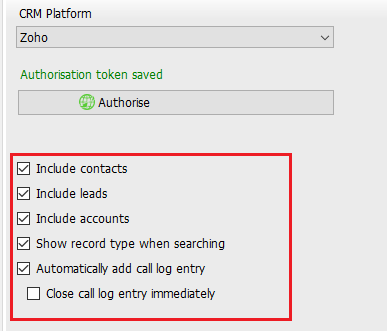 CRM Platform
Zoho
Authorisation token saved
Authorise
Include contacts
Include leads
Include accounts
Show record type when searching
Automatically add call log entry
Close call log entry immediately